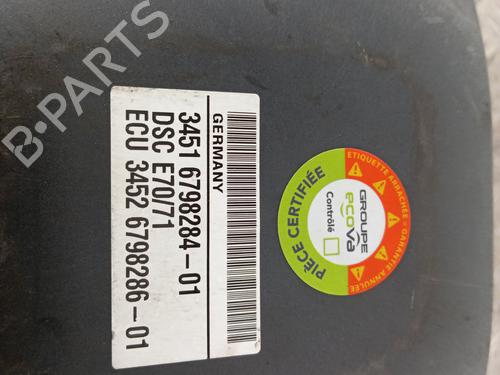 GERMANY
3451 6798284-01
DSC E70/71
ECU 3452 6798286-01
PIÈCE CERTIFIÉE
ETIQUETTE ARRACHÉE = GARANTIE ANNULÉE
GROUPE
ecova
Contrôlé
B-PARTS